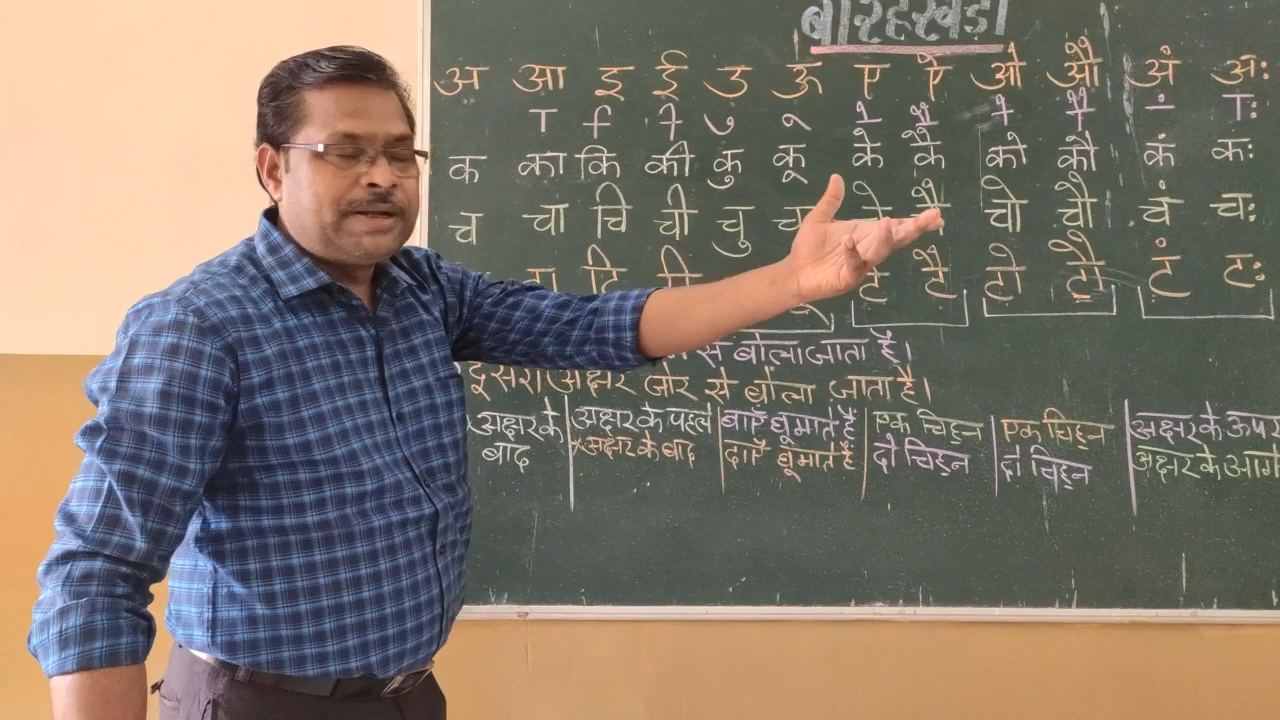 बारहखड़ी
अ आ इ ई उ ऊ ए ऐ ओ औ अं अः
ा ि ी ु ू े ै ो ौ ं ाः
क का कि की कु कू के कै को कौ कं कः
च चा चि ची चु चे चै चो चौ चं चः
टि टी टे टै टो टौ टं टः
से बोला जाता है।
दूसरा अक्षर जोर से बोला जाता है।
अक्षर के बाद | अक्षर के पहले अक्षर के बाद | बाएँ घूमाते है दाएँ घूमाते है | एक चिह्न दो चिह्न | एक चिह्न दो चिह्न | अक्षर के ऊपर अक्षर के आगे